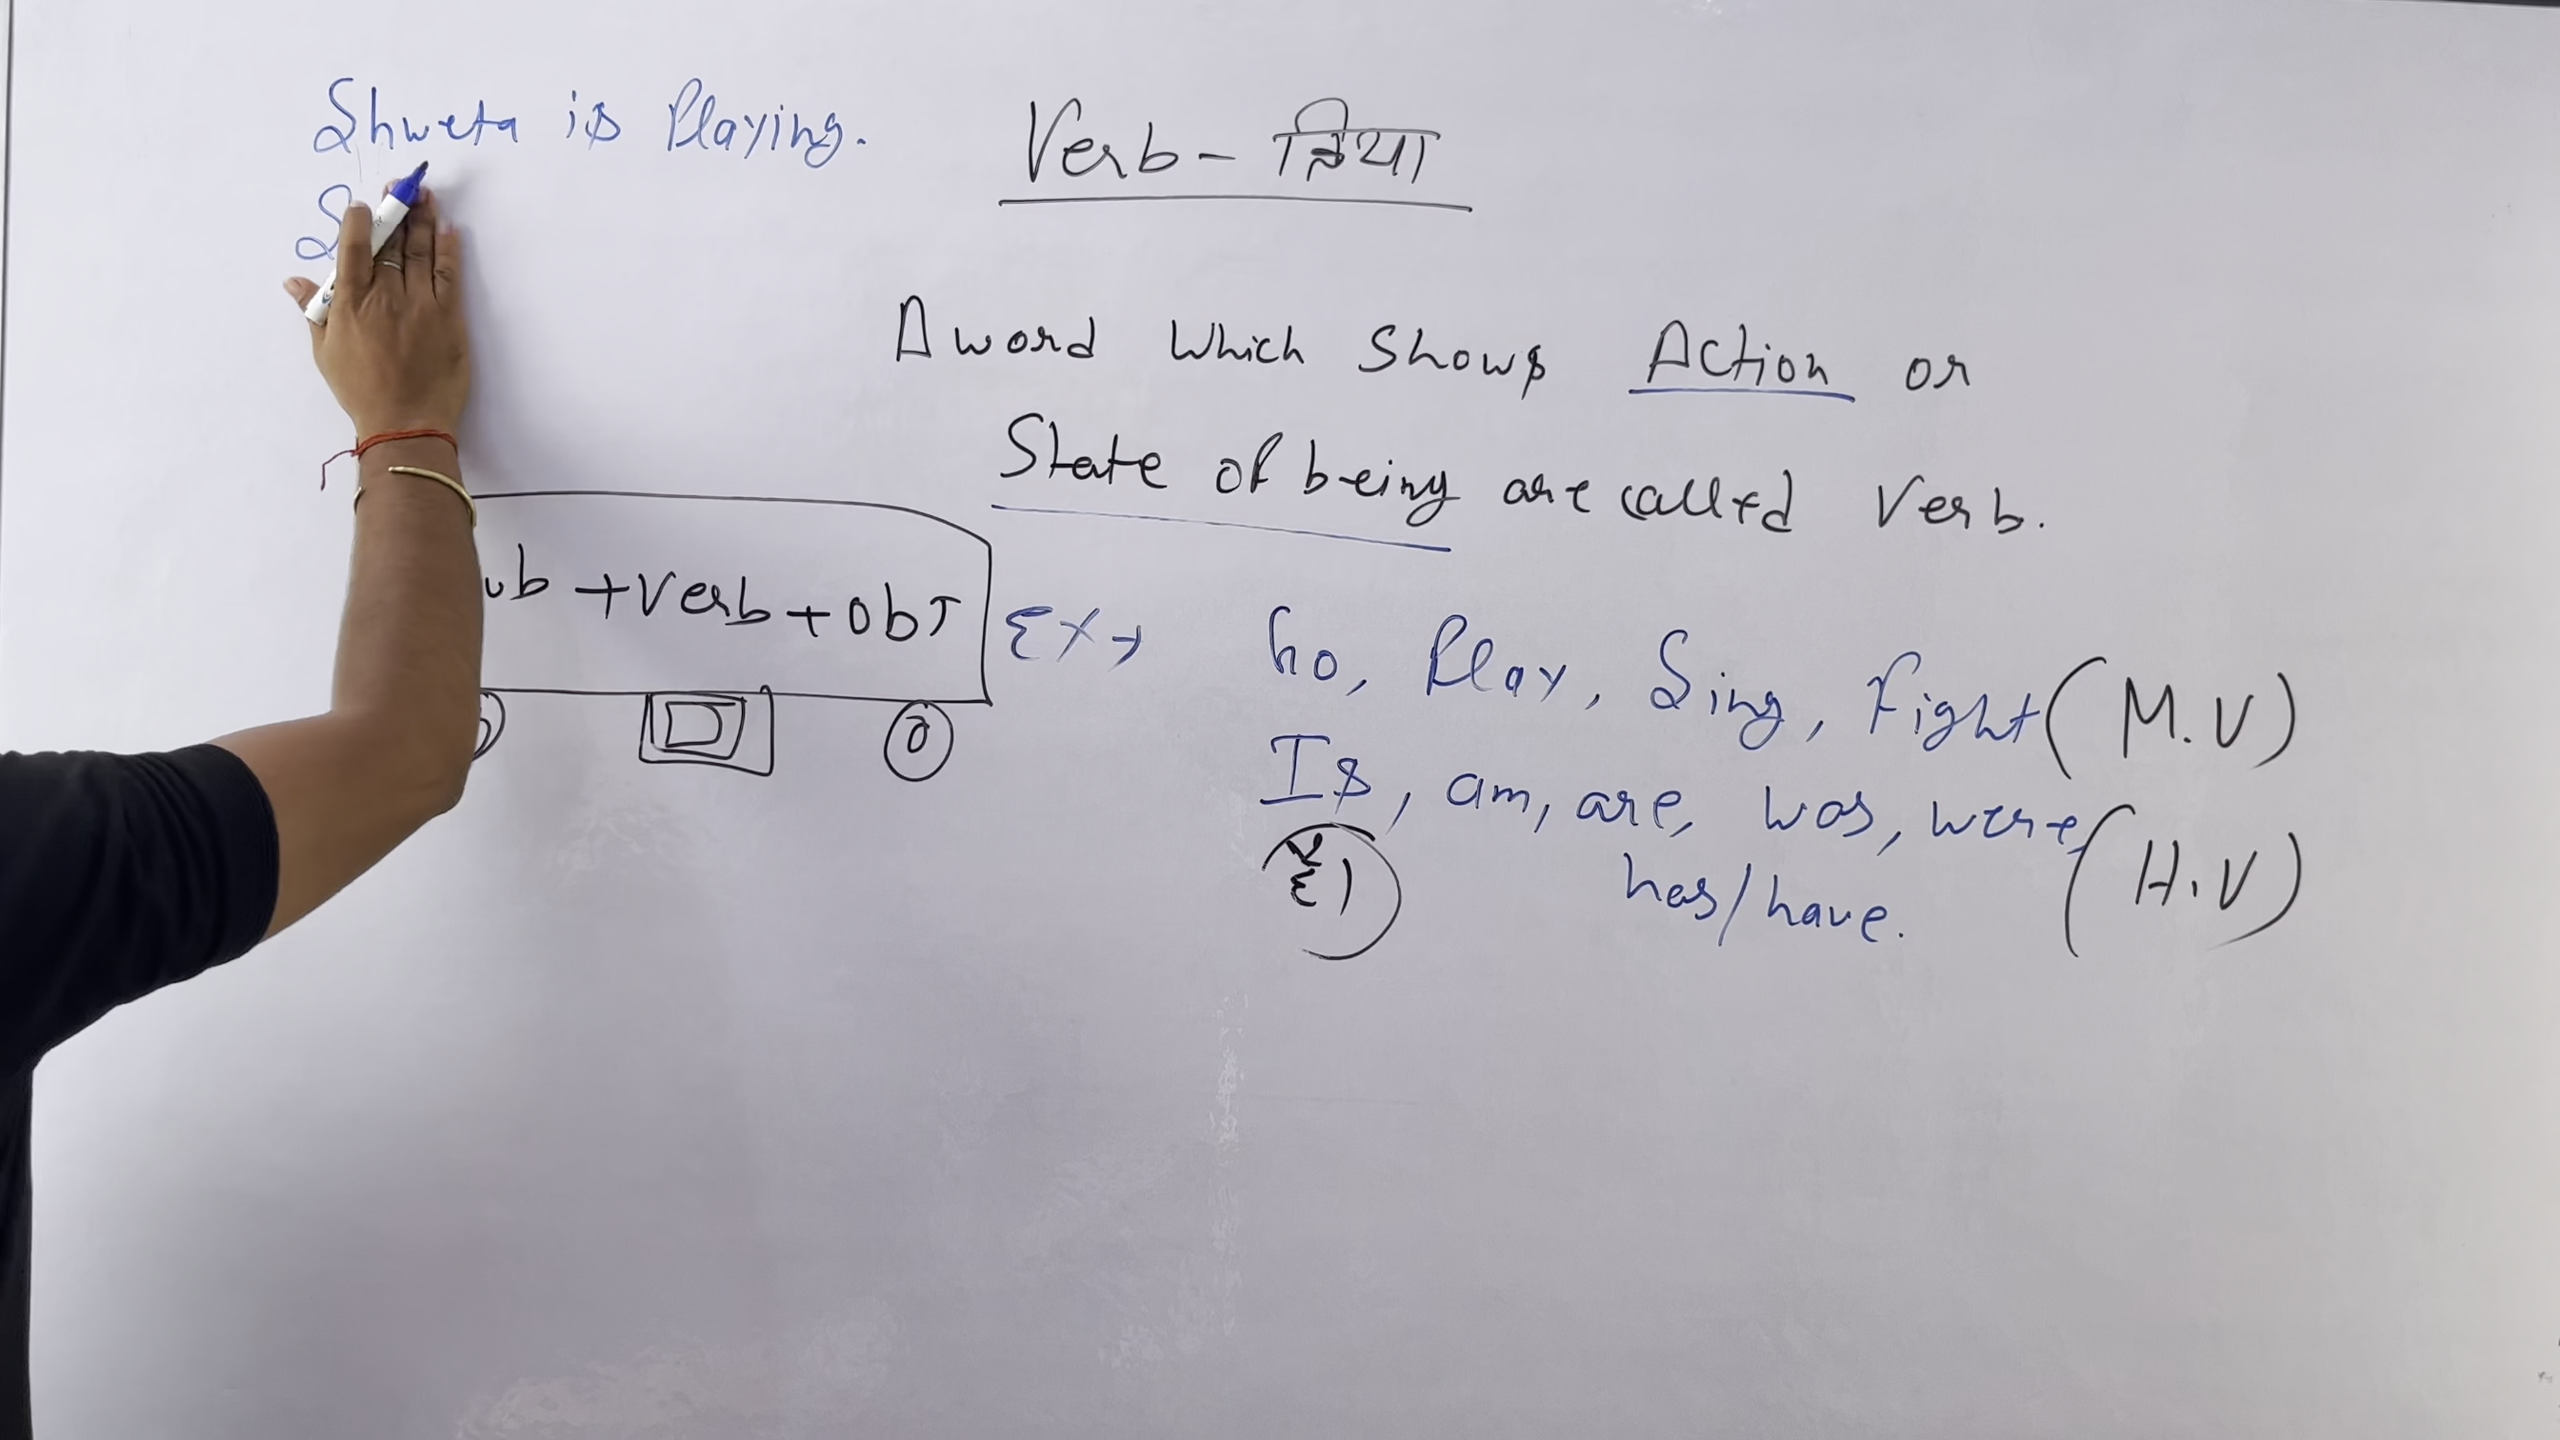 Shweta is Playing.
S
Verb - क्रिया
A word Which Shows Action or
State of being are called Verb.
ub + Verb + obj
Ex → Go, Play, Sing, Fight (M.V)
Is, am, are, was, were, (H.V)
has/have.